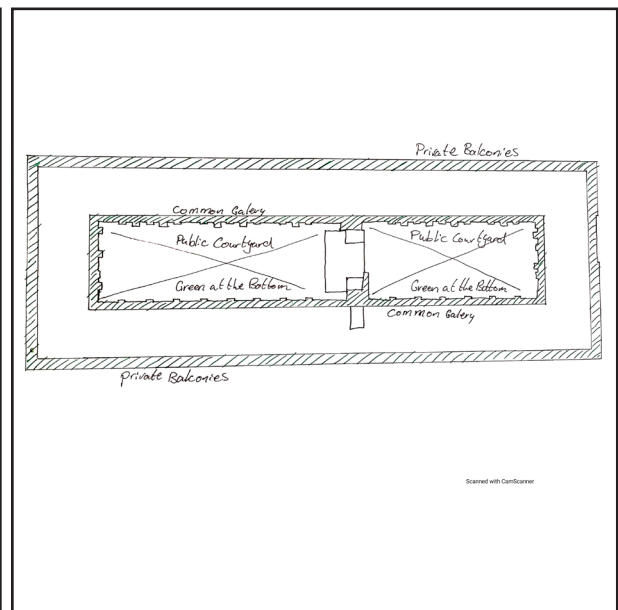 Private Balconies
Common Galery
Public Courtyard
Public Courtyard
Green at the Bottom
Green at the Bottom
Common Galery
private Balconies
Scanned with CamScanner